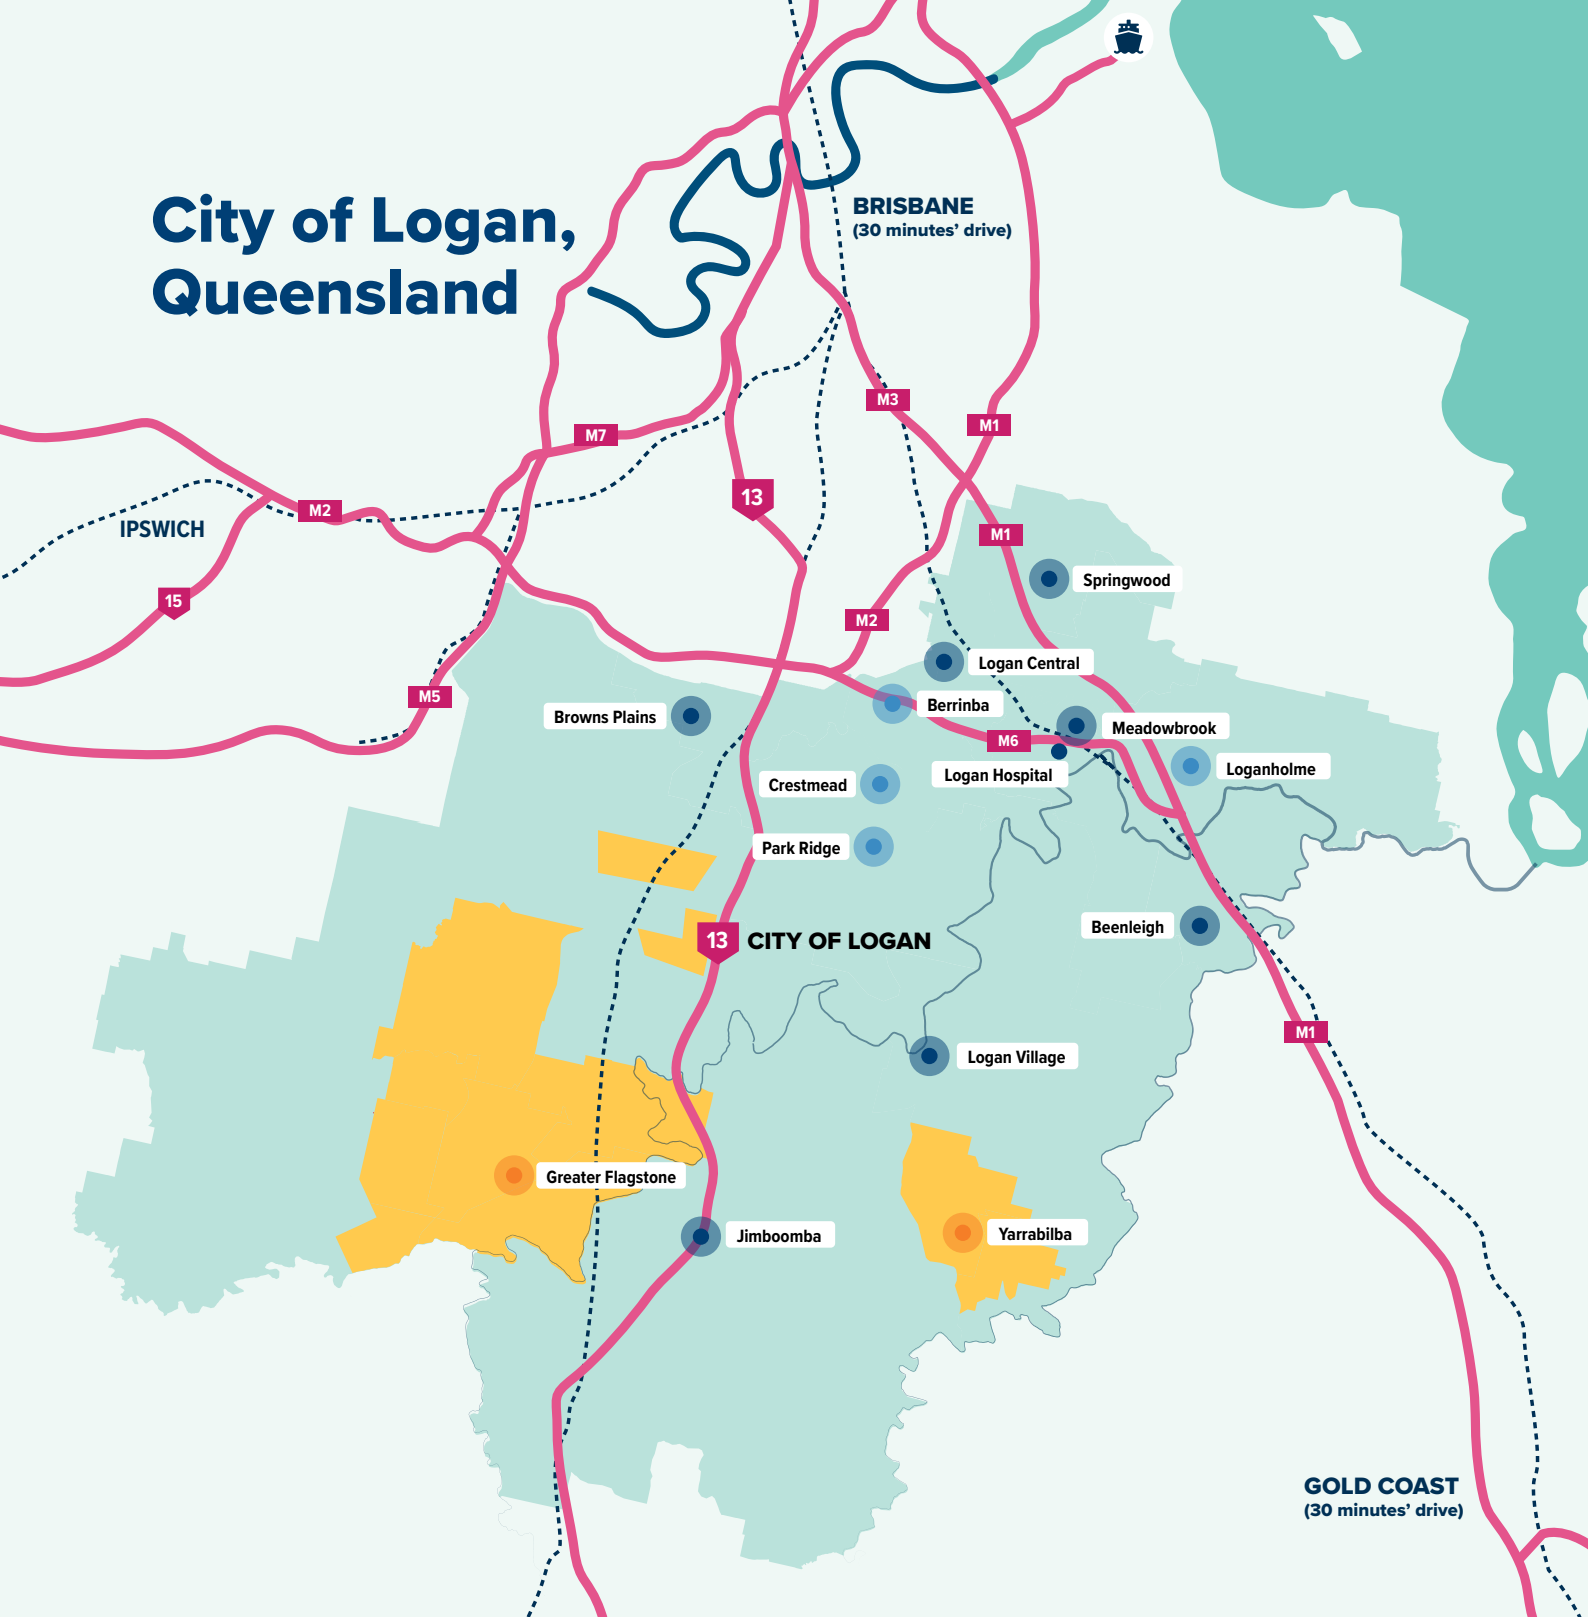 City of Logan,
Queensland
BRISBANE
(30 minutes’ drive)
M3
M1
M7
13
M2
IPSWICH
M1
Springwood
15
M2
Logan Central
M5
Berrinba
Browns Plains
Meadowbrook
M6
Loganholme
Logan Hospital
Crestmead
Park Ridge
Beenleigh
13
CITY OF LOGAN
M1
Logan Village
Greater Flagstone
Yarrabilba
Jimboomba
GOLD COAST
(30 minutes’ drive)